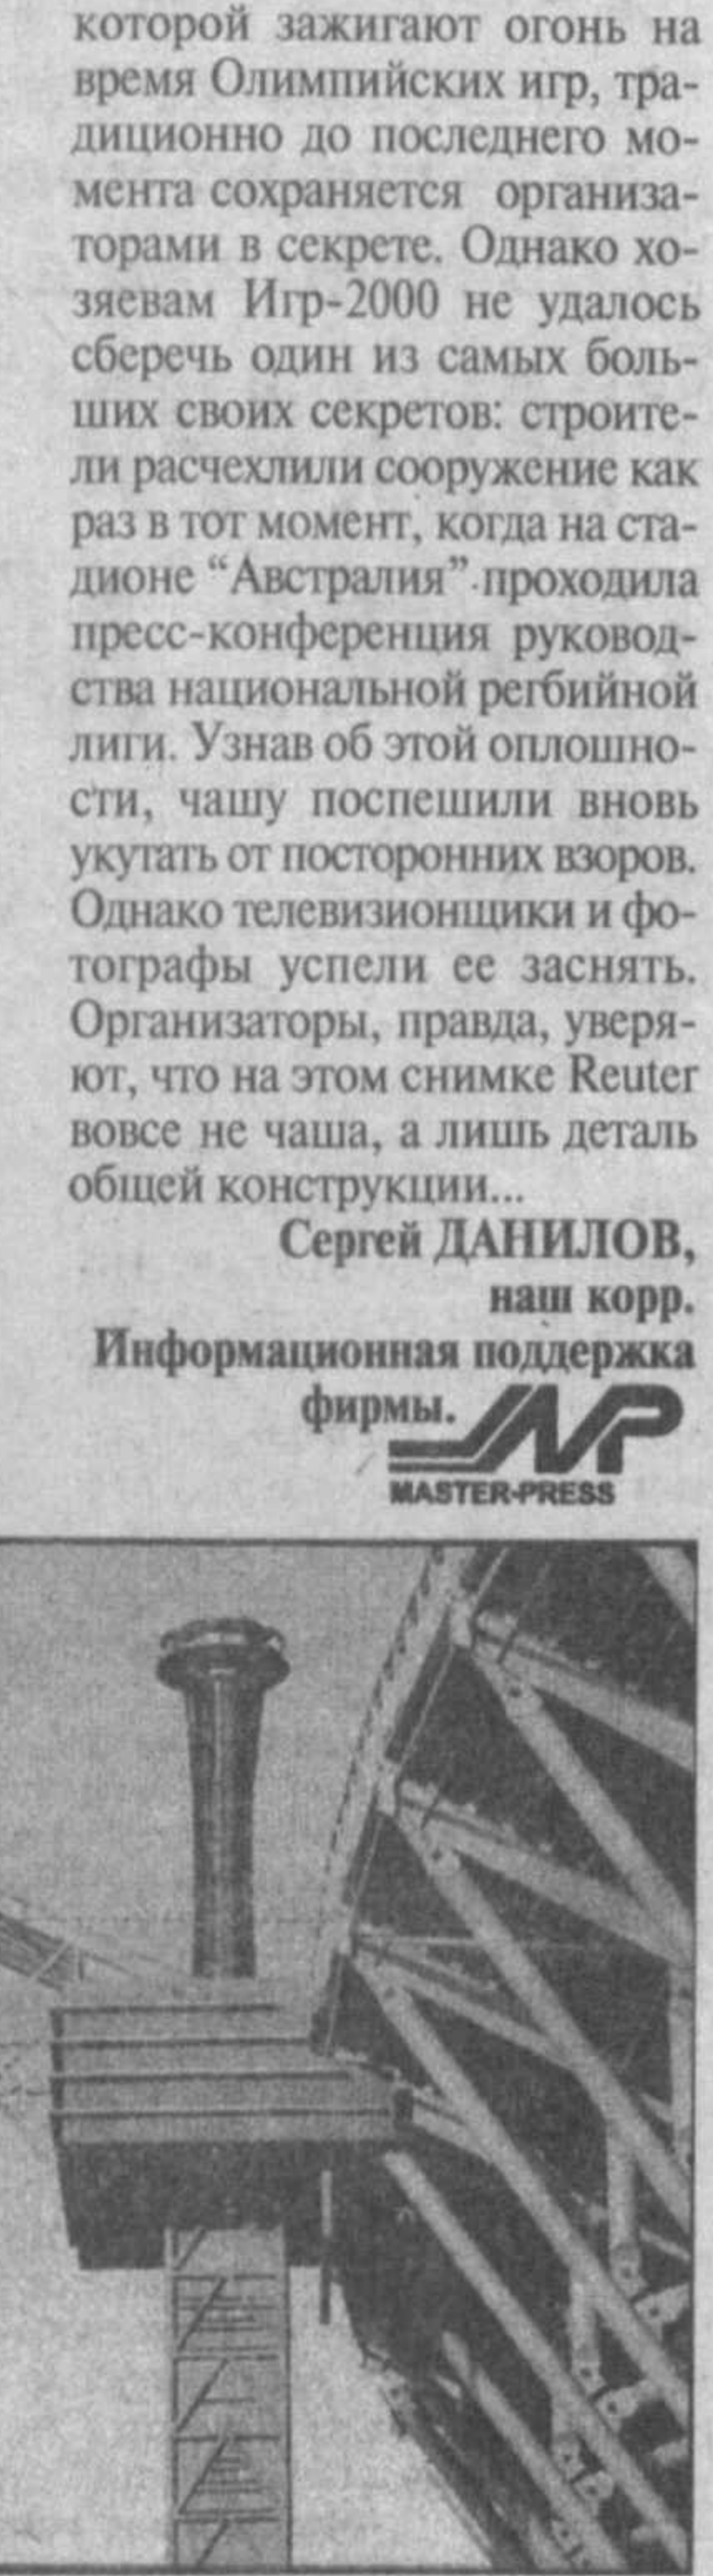 которой зажигают огонь на
время Олимпийских игр, тра-
диционно до последнего мо-
мента сохраняется организа-
торами в секрете. Однако хо-
зяевам Игр-2000 не удалось
сберечь один из самых боль-
ших своих секретов: строите-
ли расчехлили сооружение как
раз в тот момент, когда на ста-
дионе “Австралия” проходила
пресс-конференция руковод-
ства национальной регбийной
лиги. Узнав об этой оплошно-
сти, чашу поспешили вновь
укутать от посторонних взоров.
Однако телевизионщики и фо-
тографы успели ее заснять.
Организаторы, правда, уверя-
ют, что на этом снимке Reuter
вовсе не чаша, а лишь деталь
общей конструкции...
Сергей ДАНИЛОВ,
наш корр.
Информационная поддержка
фирмы.
MP
MASTER-PRESS